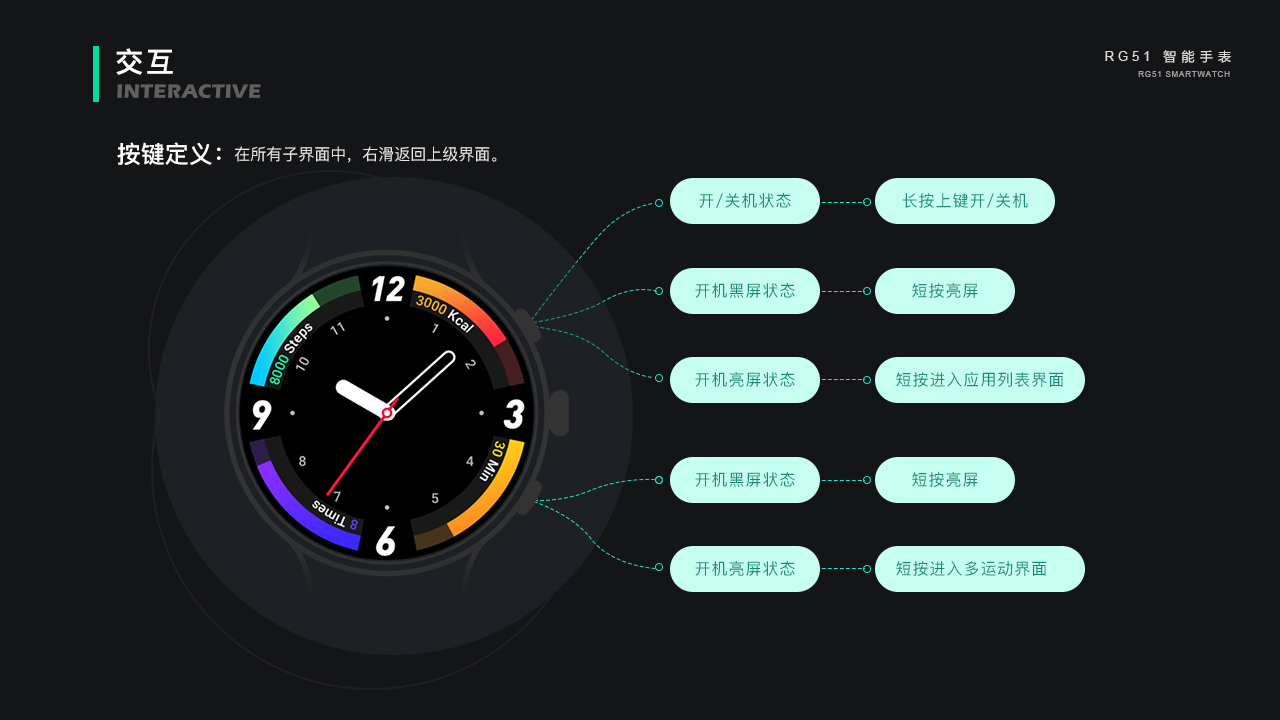 交互
INTERACTIVE
RG51 智能手表
RG51 SMARTWATCH
按键定义：在所有子界面中，右滑返回上级界面。
开/关机状态
长按上键开/关机
开机黑屏状态
短按亮屏
开机亮屏状态
短按进入应用列表界面
开机黑屏状态
短按亮屏
开机亮屏状态
短按进入多运动界面
12
3000 Kcal
8000 Steps
11
1
10
2
9
3
8
4
30 Min
7
5
8 Times
6